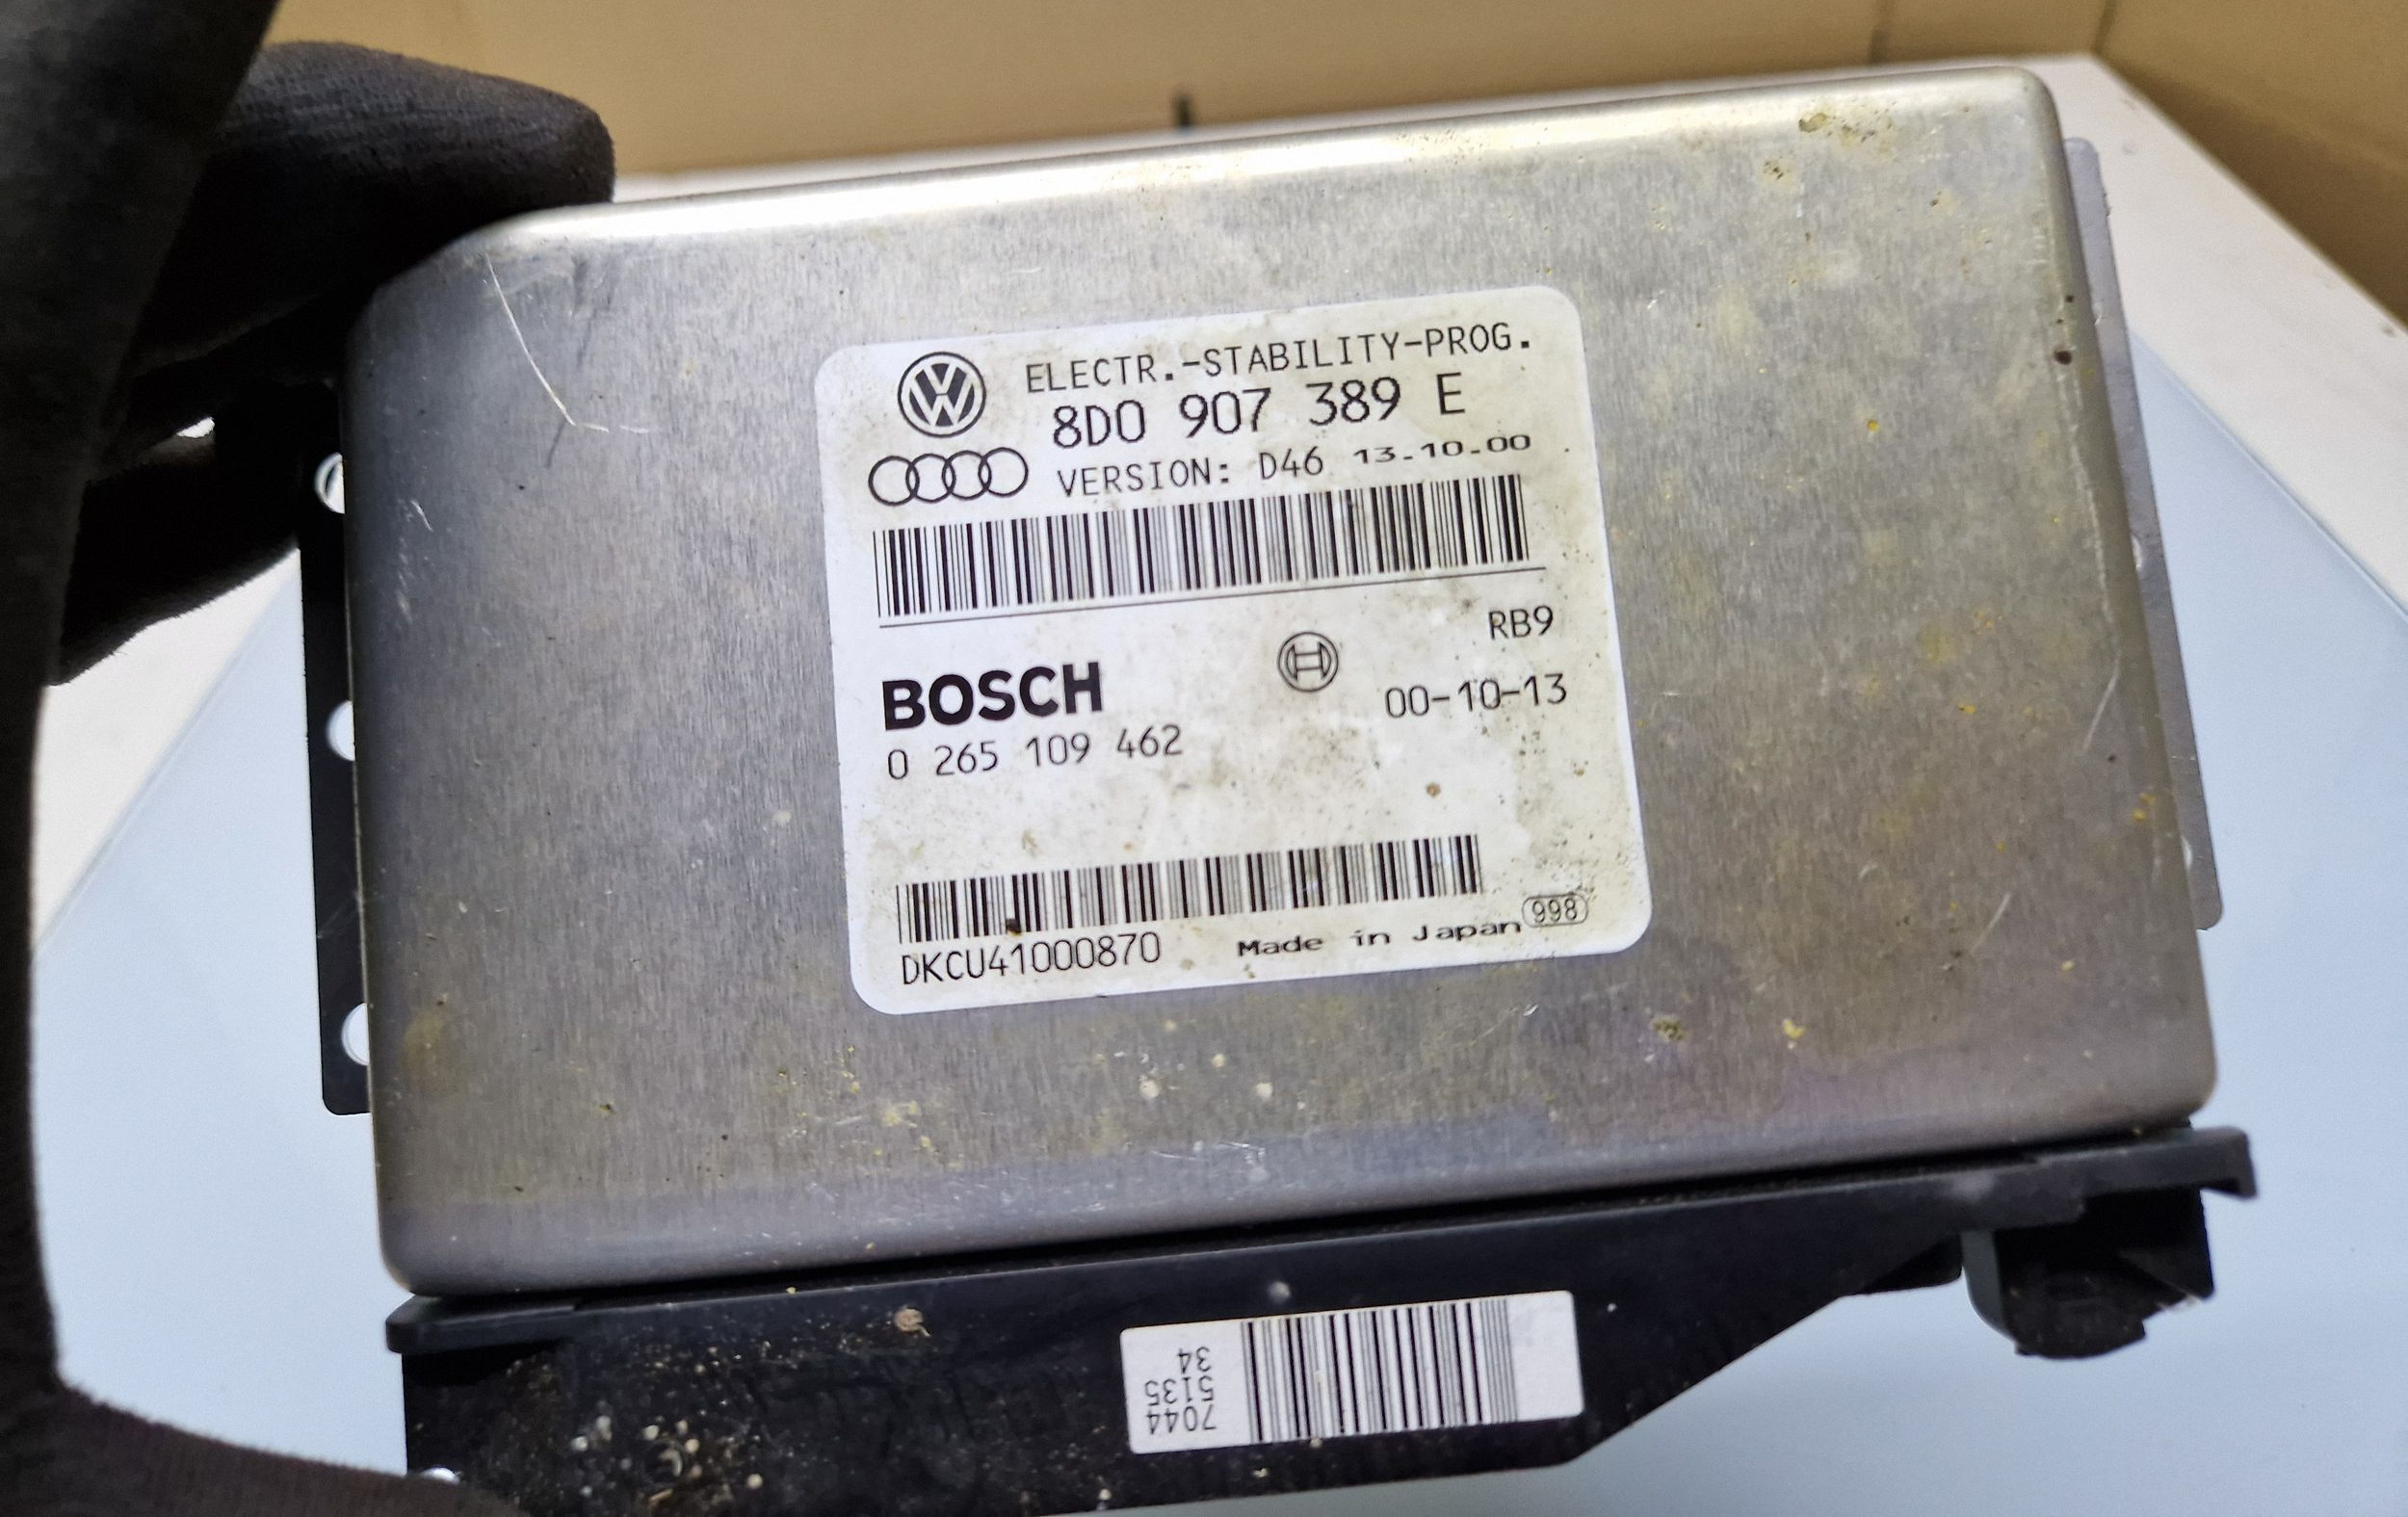 ELECTR.-STABILITY-PROG.
8D0 907 389 E
VERSION: D46 13.10.00
RB9
BOSCH
00-10-13
0 265 109 462
DKCU41000870 Made in Japan 998
7044
5135
34